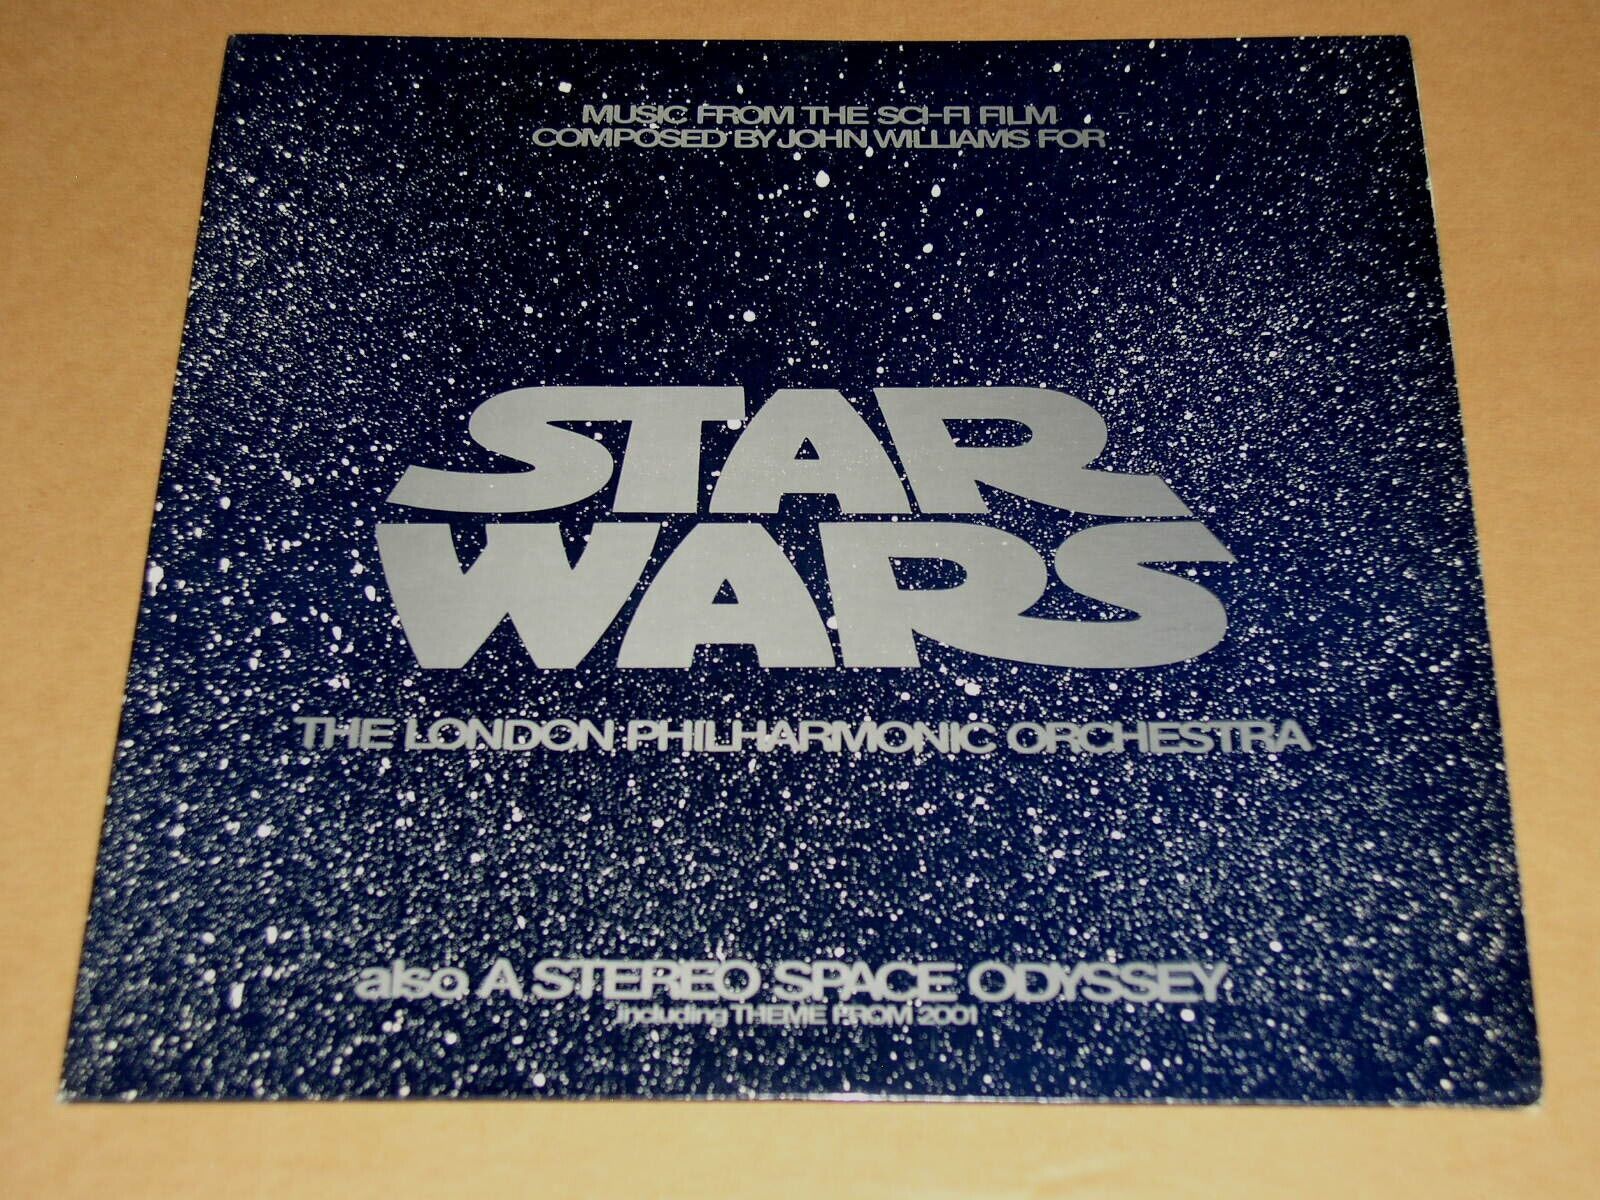 MUSIC FROM THE SCI-FI FILM
COMPOSED BY JOHN WILLIAMS FOR
STAR
WARS
THE LONDON PHILHARMONIC ORCHESTRA
also A STEREO SPACE ODYSSEY
including THEME FROM 2001